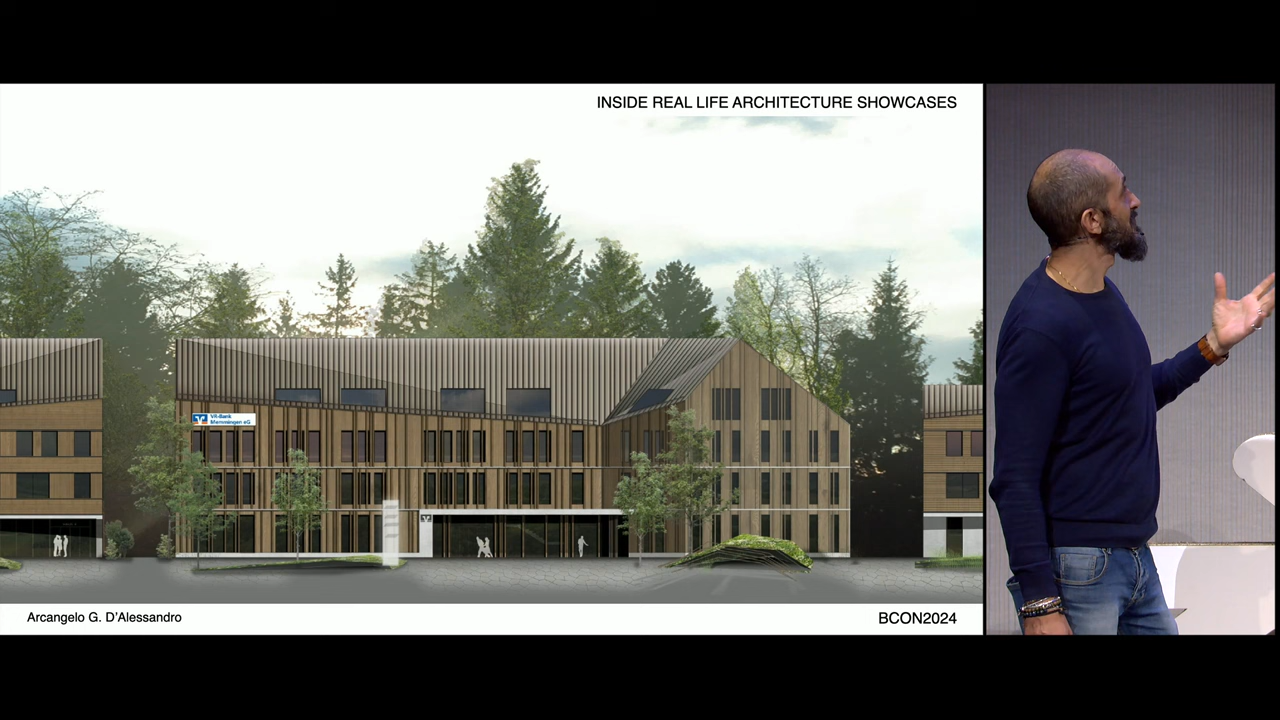 INSIDE REAL LIFE ARCHITECTURE SHOWCASES
VR-Bank
Memmingen eG
Arcangelo G. D'Alessandro
BCON2024